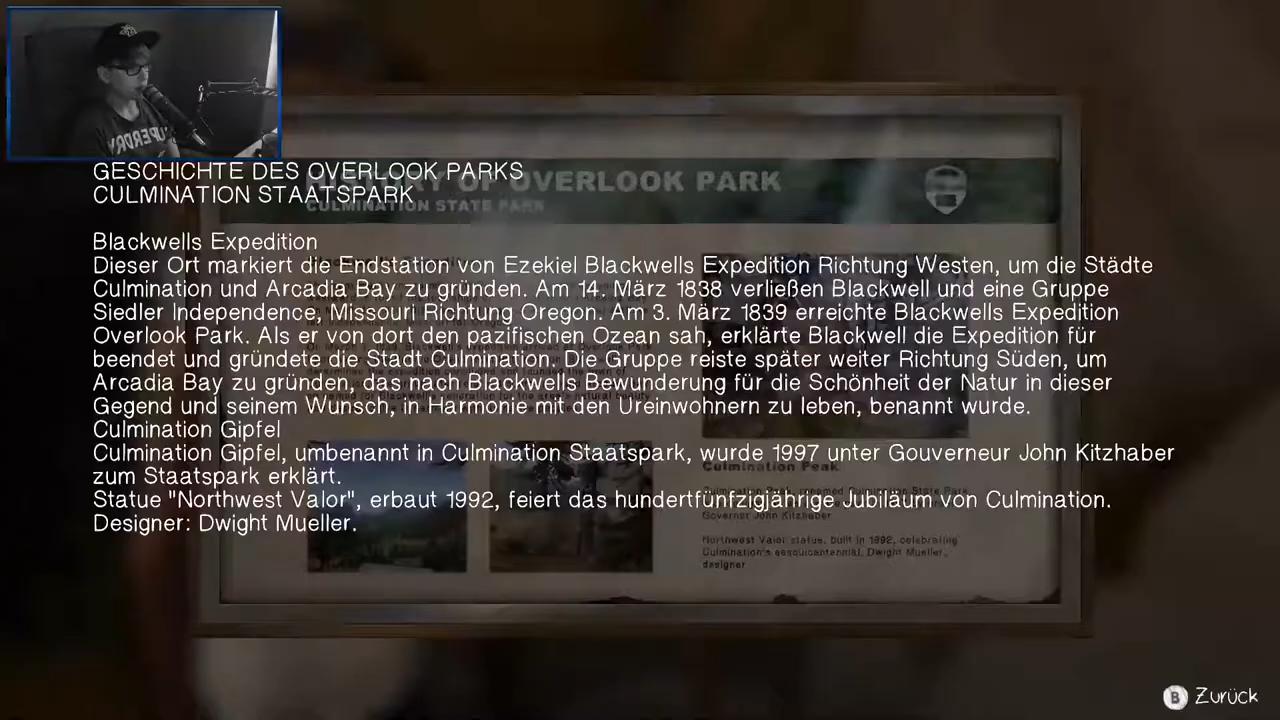 SUPERDRY
GESCHICHTE DES OVERLOOK PARKS
CULMINATION STAATSPARK
HISTORY OF OVERLOOK PARK
CULMINATION STATE PARK
Blackwells Expedition
Dieser Ort markiert die Endstation von Ezekiel Blackwells Expedition Richtung Westen, um die Städte
Culmination und Arcadia Bay zu gründen. Am 14. März 1838 verließen Blackwell und eine Gruppe
Siedler Independence, Missouri Richtung Oregon. Am 3. März 1839 erreichte Blackwells Expedition
Overlook Park. Als er von dort den pazifischen Ozean sah, erklärte Blackwell die Expedition für
beendet und gründete die Stadt Culmination. Die Gruppe reiste später weiter Richtung Süden, um
Arcadia Bay zu gründen, das nach Blackwells Bewunderung für die Schönheit der Natur in dieser
Gegend und seinem Wunsch, in Harmonie mit den Ureinwohnern zu leben, benannt wurde.
Culmination Gipfel
Culmination Gipfel, umbenannt in Culmination Staatspark, wurde 1997 unter Gouverneur John Kitzhaber
zum Staatspark erklärt.
Statue "Northwest Valor", erbaut 1992, feiert das hundertfünfzigjährige Jubiläum von Culmination.
Designer: Dwight Mueller.
Culmination Peak
Governor John Kitzhaber
Northwest Valor statue, built in 1992, celebrating
Culmination's sesquicentennial. Dwight Mueller,
designer
B Zurück